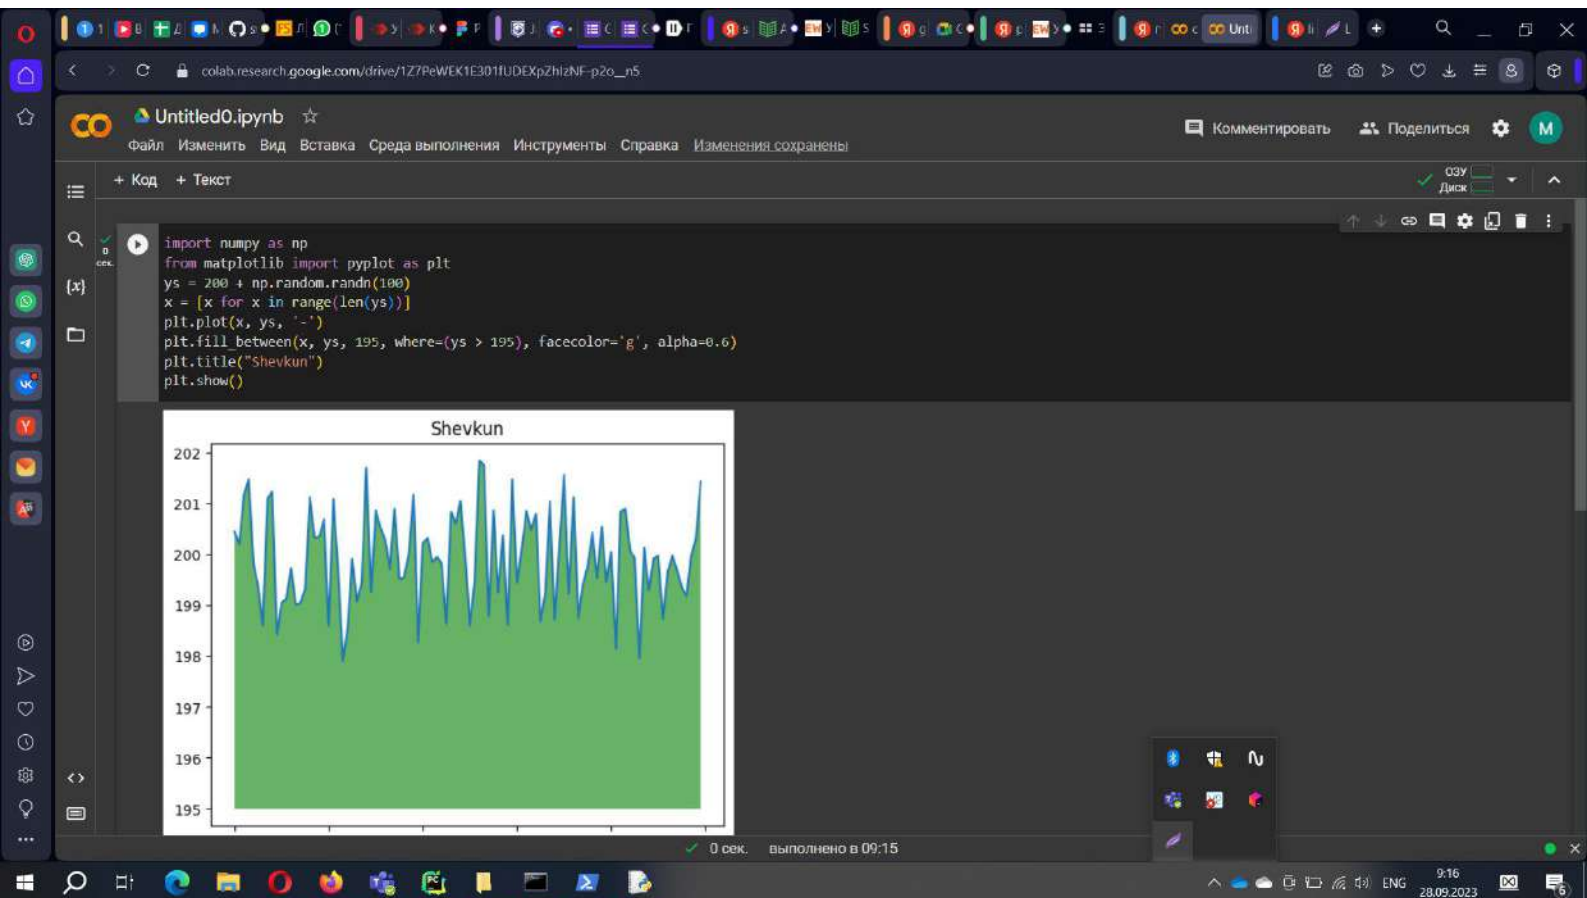 colab.research.google.com/drive/1Z7PeWEK1E301fUDEXpZhIzNF-p2o__n5
Untitled0.ipynb
Комментировать
Поделиться
M
Файл Изменить Вид Вставка Среда выполнения Инструменты Справка Изменения сохранены
+ Код + Текст
ОЗУ
Диск
0
сек.
{x}
import numpy as np
from matplotlib import pyplot as plt
ys = 200 + np.random.randn(100)
x = [x for x in range(len(ys))]
plt.plot(x, ys, '-')
plt.fill_between(x, ys, 195, where=(ys > 195), facecolor='g', alpha=0.6)
plt.title("Shevkun")
plt.show()
Shevkun
202
201
200
199
198
197
196
195
0 сек. выполнено в 09:15
ENG
9:16
28.09.2023